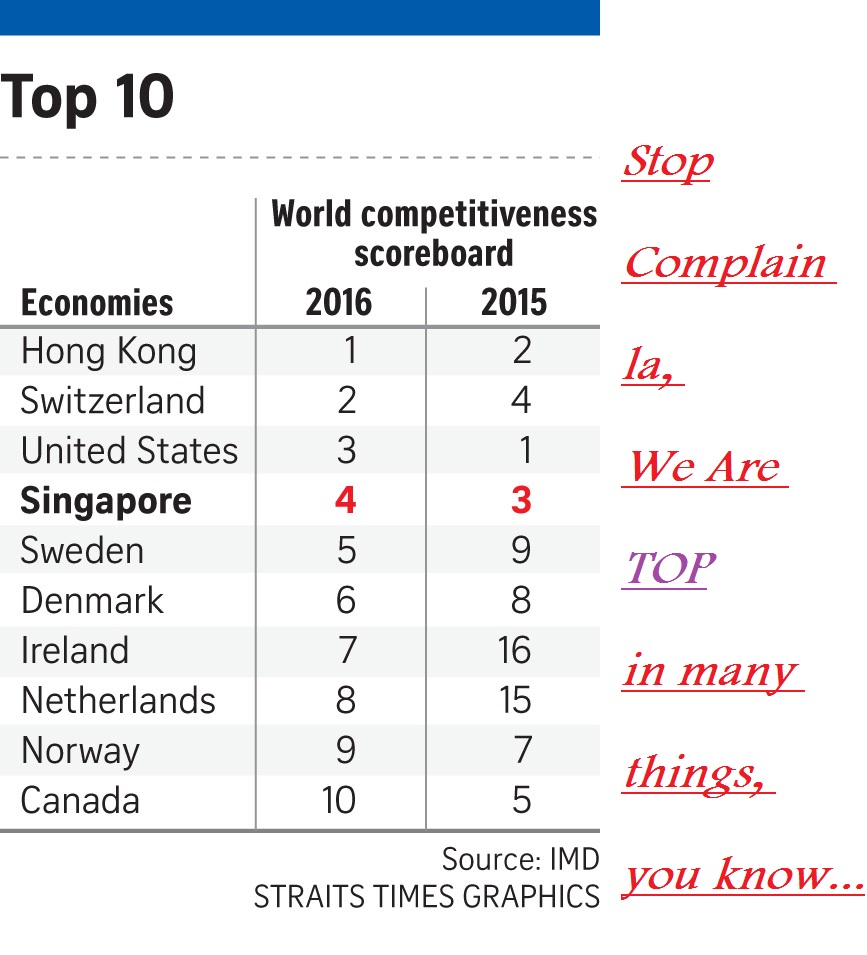 Top 10
World competitiveness
scoreboard
Economies 2016 2015
Hong Kong 1 2
Switzerland 2 4
United States 3 1
Singapore 4 3
Sweden 5 9
Denmark 6 8
Ireland 7 16
Netherlands 8 15
Norway 9 7
Canada 10 5
Source: IMD
STRAITS TIMES GRAPHICS
Stop
Complain
la,
We Are
TOP
in many
things,
you know...